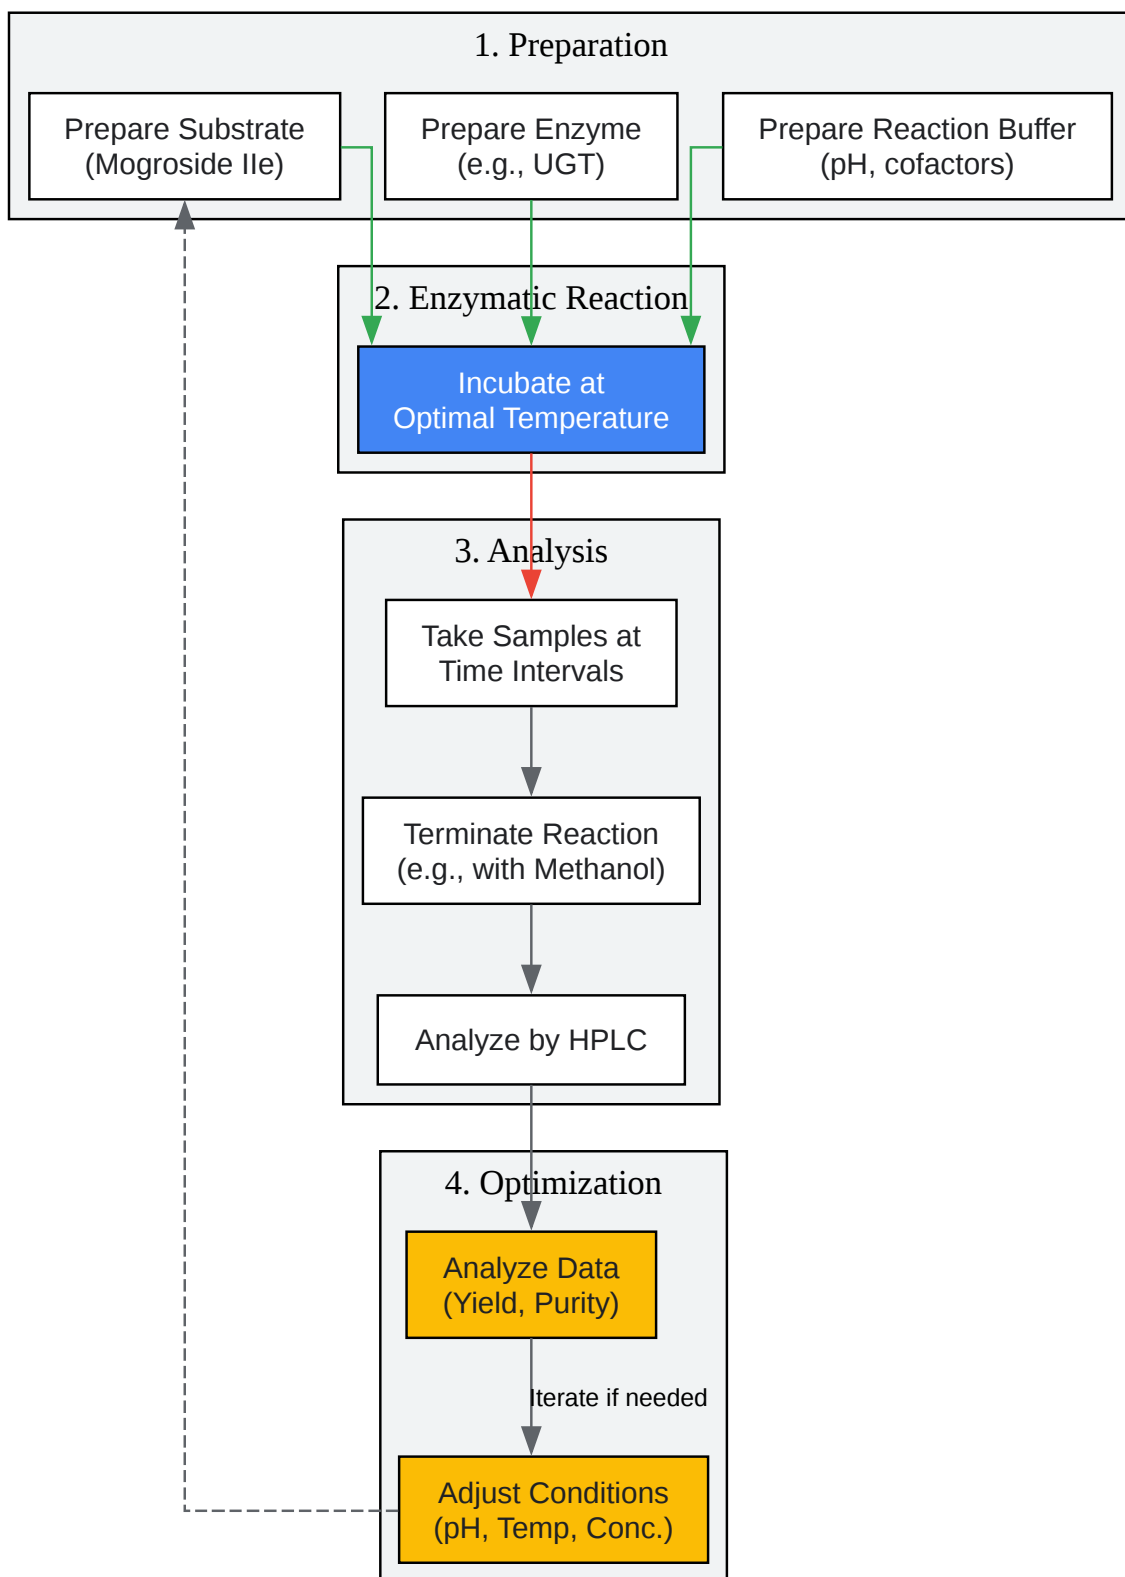 1. Preparation
Prepare Substrate
(Mogroside IIe)
Prepare Enzyme
(e.g., UGT)
Prepare Reaction Buffer
(pH, cofactors)
2. Enzymatic Reaction
Incubate at
Optimal Temperature
3. Analysis
Take Samples at
Time Intervals
Terminate Reaction
(e.g., with Methanol)
Analyze by HPLC
4. Optimization
Analyze Data
(Yield, Purity)
Iterate if needed
Adjust Conditions
(pH, Temp, Conc.)